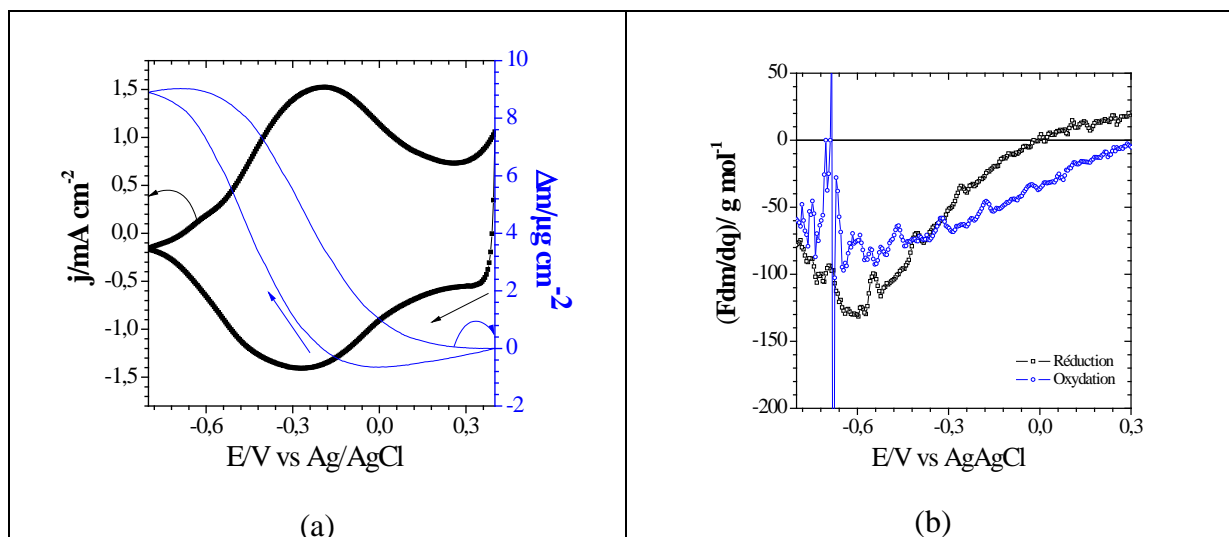 1,5
1,0
0,5
0,0
-0,5
-1,0
-1,5
j/mA cm-2
-0,6 -0,3 0,0 0,3
E/V vs Ag/AgCl
10
8
6
4
2
0
-2
Δm/µg cm-2
(a)
50
0
-50
-100
-150
-200
(Fdm/dq)/ g mol-1
Réduction
Oxydation
-0,6 -0,3 0,0 0,3
E/V vs AgAgCl
(b)